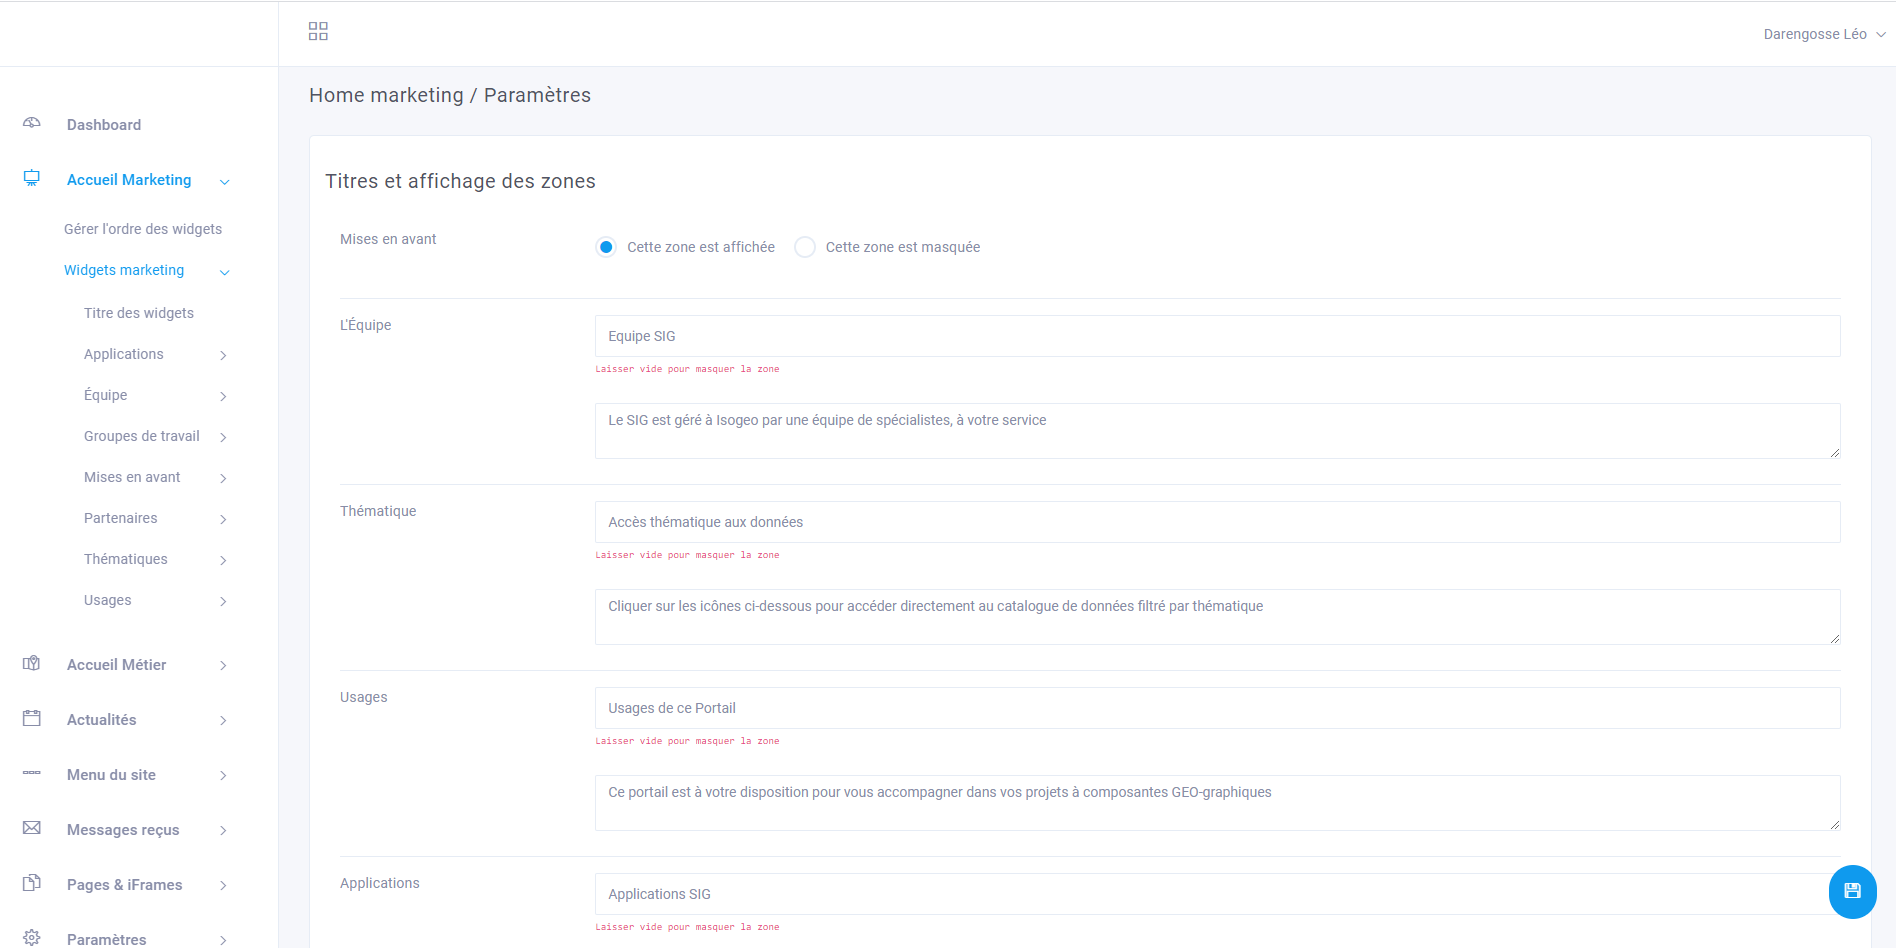 Darengosse Léo
Home marketing / Paramètres
Dashboard
Accueil Marketing
Gérer l'ordre des widgets
Widgets marketing
Titre des widgets
Applications
Équipe
Groupes de travail
Mises en avant
Partenaires
Thématiques
Usages
Accueil Métier
Actualités
Menu du site
Messages reçus
Pages & iFrames
Paramètres
Titres et affichage des zones
Mises en avant
Cette zone est affichée
Cette zone est masquée
L'Équipe
Equipe SIG
Laisser vide pour masquer la zone
Le SIG est géré à Isogeo par une équipe de spécialistes, à votre service
Thématique
Accès thématique aux données
Laisser vide pour masquer la zone
Cliquer sur les icônes ci-dessous pour accéder directement au catalogue de données filtré par thématique
Usages
Usages de ce Portail
Laisser vide pour masquer la zone
Ce portail est à votre disposition pour vous accompagner dans vos projets à composantes GEO-graphiques
Applications
Applications SIG
Laisser vide pour masquer la zone